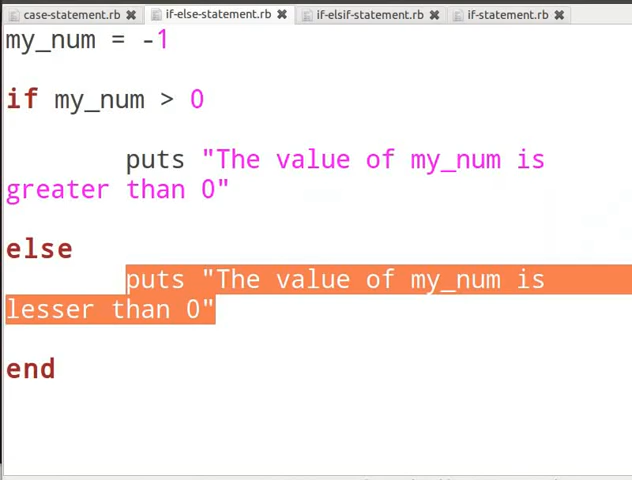 case-statement.rb if-else-statement.rb if-elsif-statement.rb if-statement.rb
my_num = -1
if my_num > 0
puts "The value of my_num is
greater than 0"
else
puts "The value of my_num is
lesser than 0"
end